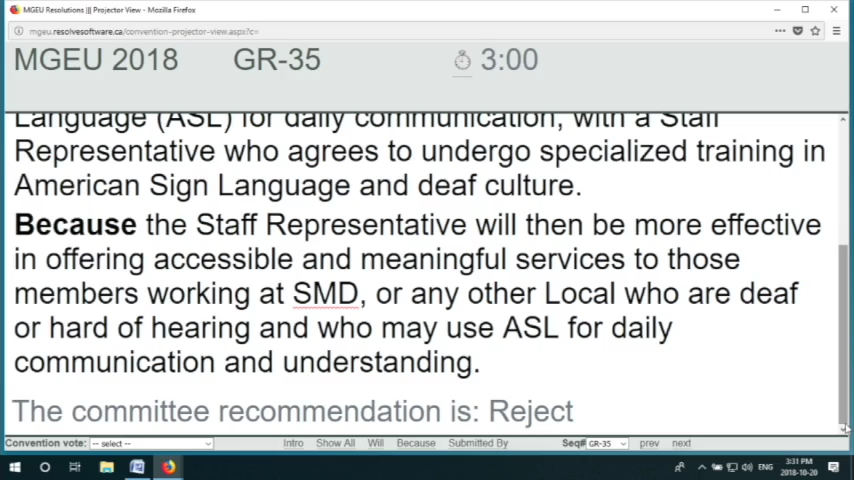 MGEU Resolutions ||| Projector View - Mozilla Firefox
mgeu.resolvesoftware.ca/convention-projector-view.aspx?c=
MGEU 2018 GR-35 3:00
Language (ASL) for daily communication, with a Staff
Representative who agrees to undergo specialized training in
American Sign Language and deaf culture.
Because the Staff Representative will then be more effective
in offering accessible and meaningful services to those
members working at SMD, or any other Local who are deaf
or hard of hearing and who may use ASL for daily
communication and understanding.
The committee recommendation is: Reject
Convention vote: -- select -- Intro Show All Will Because Submitted By Seq# GR-35 prev next
ENG 3:31 PM
2018-10-20